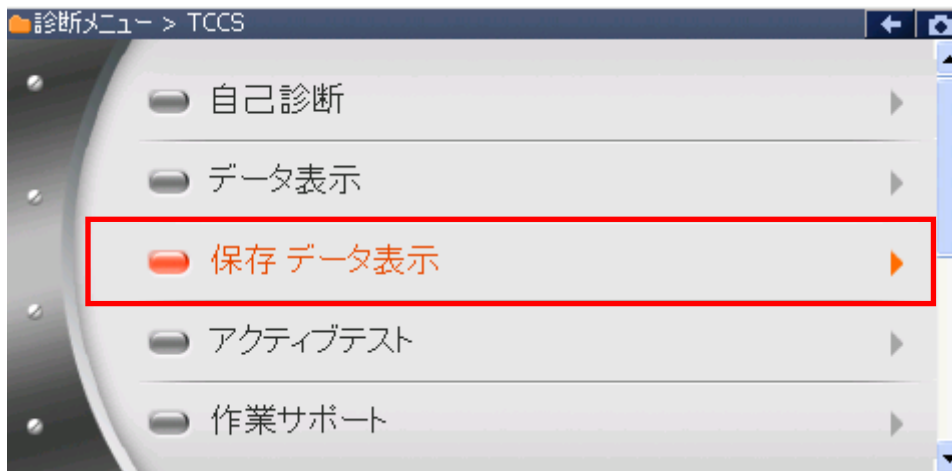 診断メニュー > TCCS
自己診断
データ表示
保存 データ表示
アクティブテスト
作業サポート